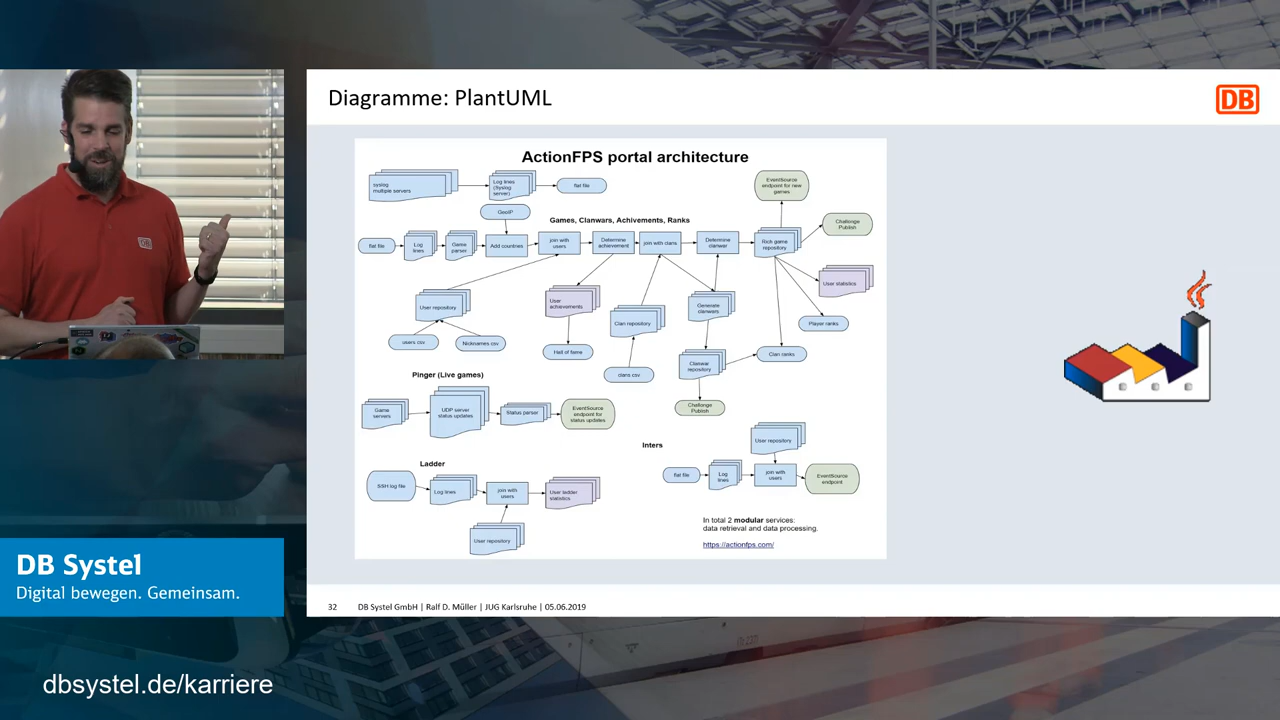 Diagramme: PlantUML
DB
ActionFPS portal architecture
syslog
multiple servers
Log lines
(Syslog
server)
flat file
EventSource
endpoint for new
games
GeoIP
Games, Clanwars, Achivements, Ranks
Challenge
Publish
flat file
Log
lines
Game
parser
Add countries
join with
users
Determine
achievement
join with clans
Determine
clanwar
Rich game
repository
User statistics
User repository
User
achievements
Clan repository
Generate
clanwars
Player ranks
users csv
Nicknames csv
Hall of fame
clans csv
Clanwar
repository
Clan ranks
Challenge
Publish
Pinger (Live games)
Game
servers
UDP server
status updates
Status parser
EventSource
endpoint for
status updates
Inters
User repository
flat file
Log
lines
join with
users
EventSource
endpoint
Ladder
SSH log file
Log lines
join with
users
User ladder
statistics
User repository
In total 2 modular services:
data retrieval and data processing.
https://actionfps.com/
32 DB Systel GmbH | Ralf D. Müller | JUG Karlsruhe | 05.06.2019
DB
DB Systel
Digital bewegen. Gemeinsam.
dbsystel.de/karriere